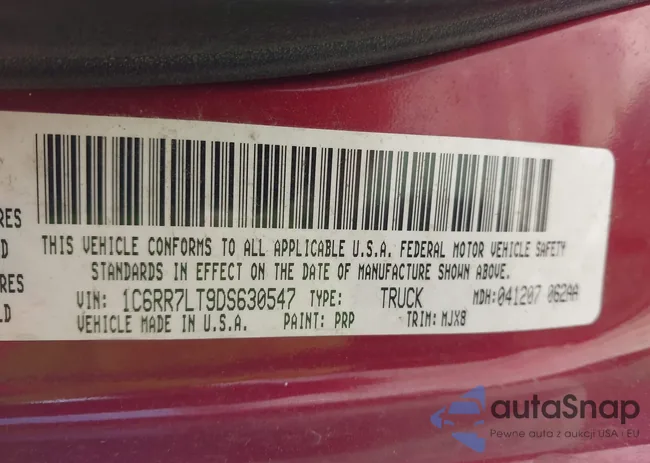 RES
D
RES
LD
THIS VEHICLE CONFORMS TO ALL APPLICABLE U.S.A. FEDERAL MOTOR VEHICLE SAFETY
STANDARDS IN EFFECT ON THE DATE OF MANUFACTURE SHOWN ABOVE.
VIN: 1C6RR7LT9DS630547 TYPE: TRUCK MDH: 041207 062AA
VEHICLE MADE IN U.S.A. PAINT: PRP TRIM: MJX8
autaSnap
Pewne auta z aukcji USA i EU